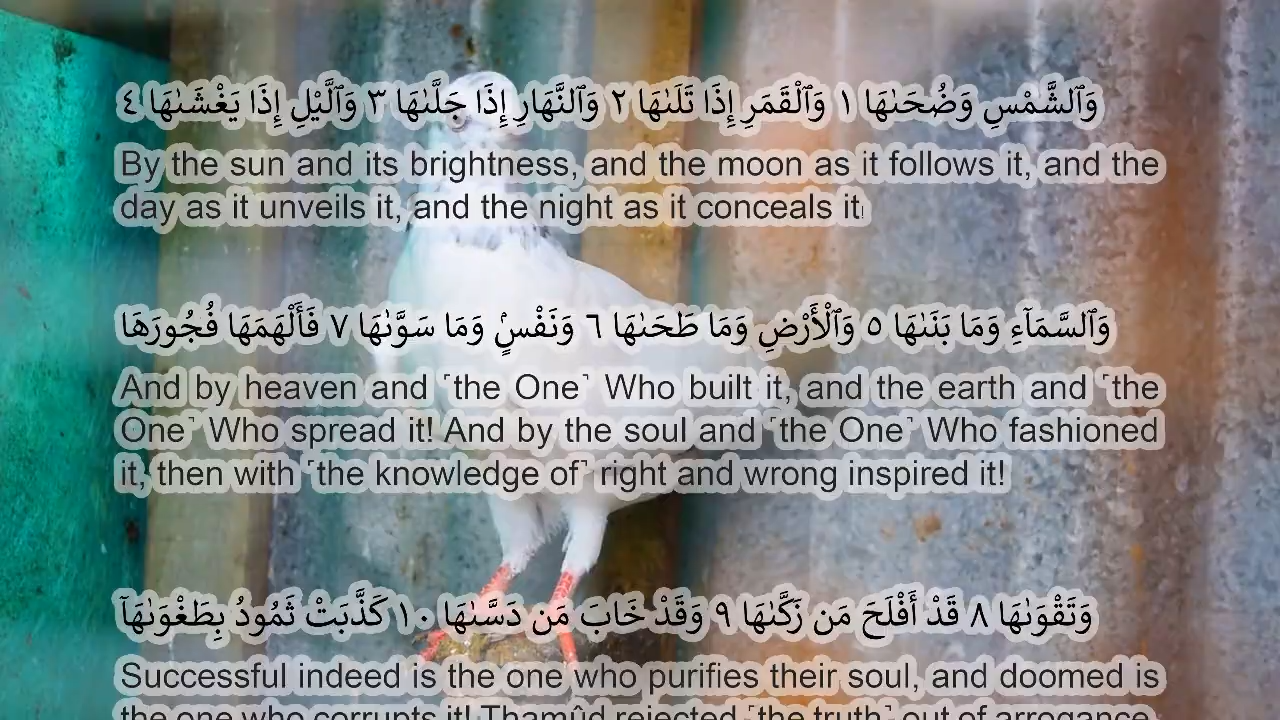 وَٱلشَّمْسِ وَضُحَىٰهَا ١ وَٱلْقَمَرِ إِذَا تَلَىٰهَا ٢ وَٱلنَّهَارِ إِذَا جَلَّىٰهَا ٣ وَٱلَّيْلِ إِذَا يَغْشَىٰهَا ٤
By the sun and its brightness, and the moon as it follows it, and the
day as it unveils it, and the night as it conceals it!
وَٱلسَّمَآءِ وَمَا بَنَىٰهَا ٥ وَٱلْأَرْضِ وَمَا طَحَىٰهَا ٦ وَنَفْسٍۢ وَمَا سَوَّىٰهَا ٧ فَأَلْهَمَهَا فُجُورَهَا
And by heaven and ˹the One˺ Who built it, and the earth and ˹the
One˺ Who spread it! And by the soul and ˹the One˺ Who fashioned
it, then with ˹the knowledge of˺ right and wrong inspired it!
وَتَقْوَىٰهَا ٨ قَدْ أَفْلَحَ مَن زَكَّىٰهَا ٩ وَقَدْ خَابَ مَن دَسَّىٰهَا ١٠ كَذَّبَتْ ثَمُودُ بِطَغْوَىٰهَآ
Successful indeed is the one who purifies their soul, and doomed is
the one who corrupts it! Thamûd rejected ˹the truth˺ out of arrogance,